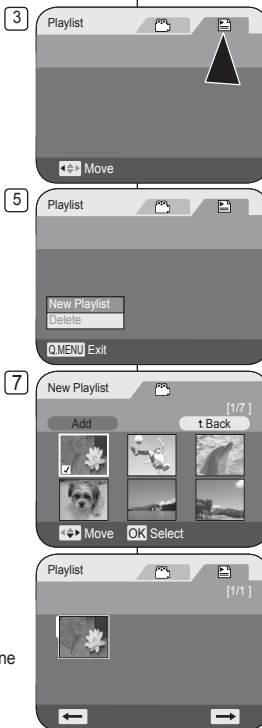 3
Playlist
Move
5
Playlist
New Playlist
Delete
Q.MENU Exit
7
New Playlist
[1/7 ]
Add
t Back
Move OK Select
Playlist
[1/1 ]
ne